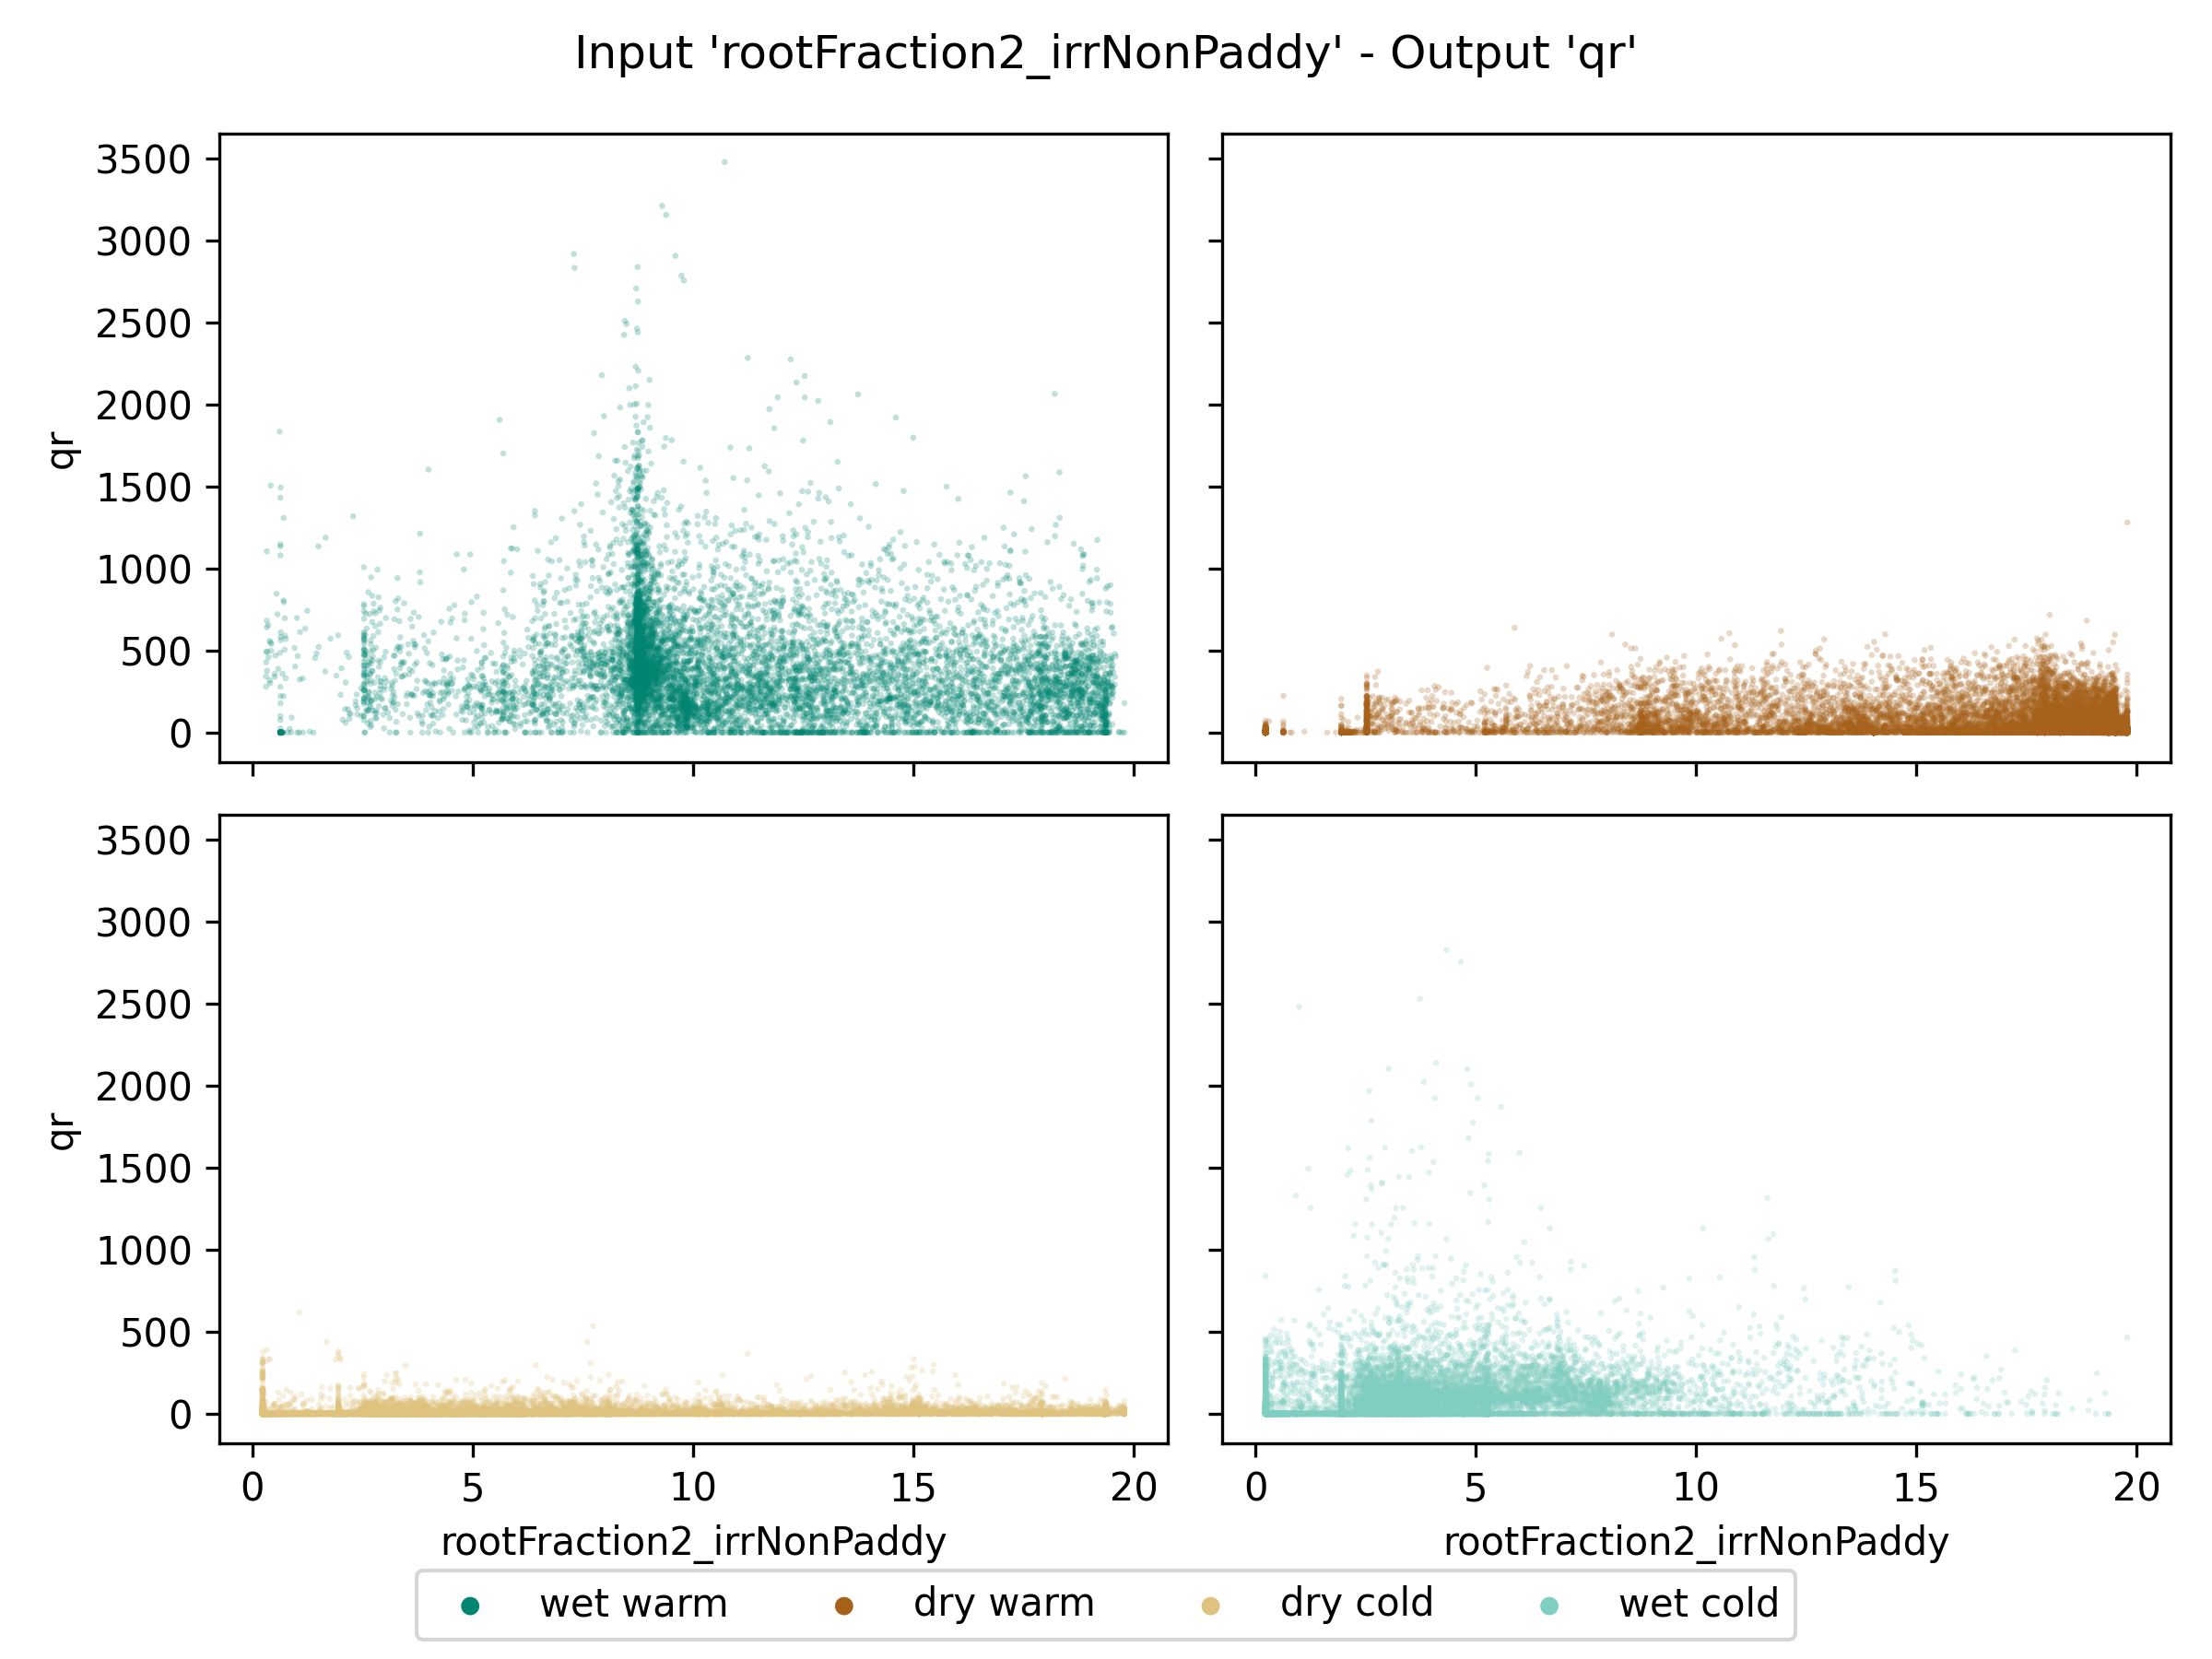 Input 'rootFraction2_irrNonPaddy' - Output 'qr'
3500
3000
2500
2000
1500
1000
500
0
qr
3500
3000
2500
2000
1500
1000
500
0
qr
0 5 10 15 20
0 5 10 15 20
rootFraction2_irrNonPaddy
rootFraction2_irrNonPaddy
wet warm dry warm dry cold wet cold